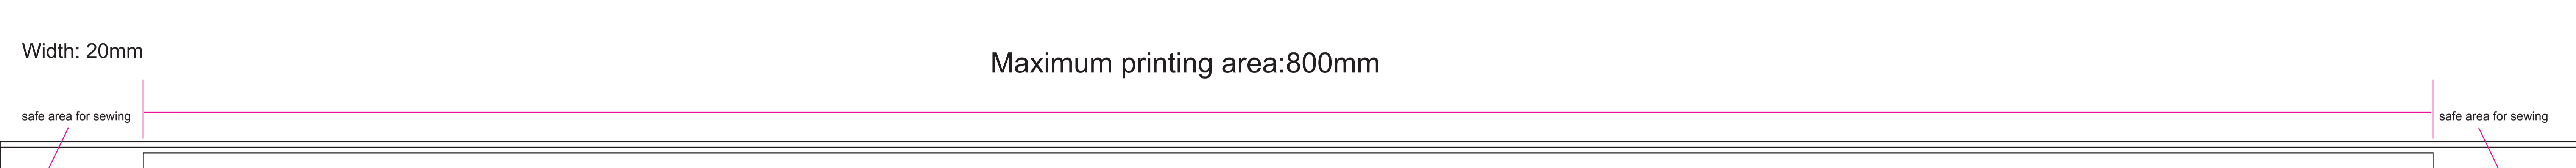 Width: 20mm
Maximum printing area:800mm
safe area for sewing
safe area for sewing